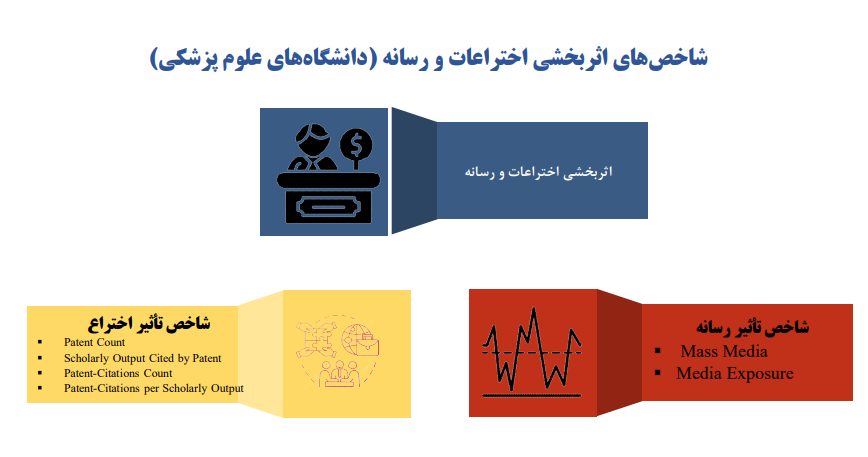 شاخص‌های اثربخشی اختراعات و رسانه (دانشگاه‌های علوم پزشکی)
$
اثربخشی اختراعات و رسانه
شاخص تأثیر رسانه
Mass Media
Media Exposure
شاخص تأثیر اختراع
Patent Count
Scholarly Output Cited by Patent
Patent-Citations Count
Patent-Citations per Scholarly Output